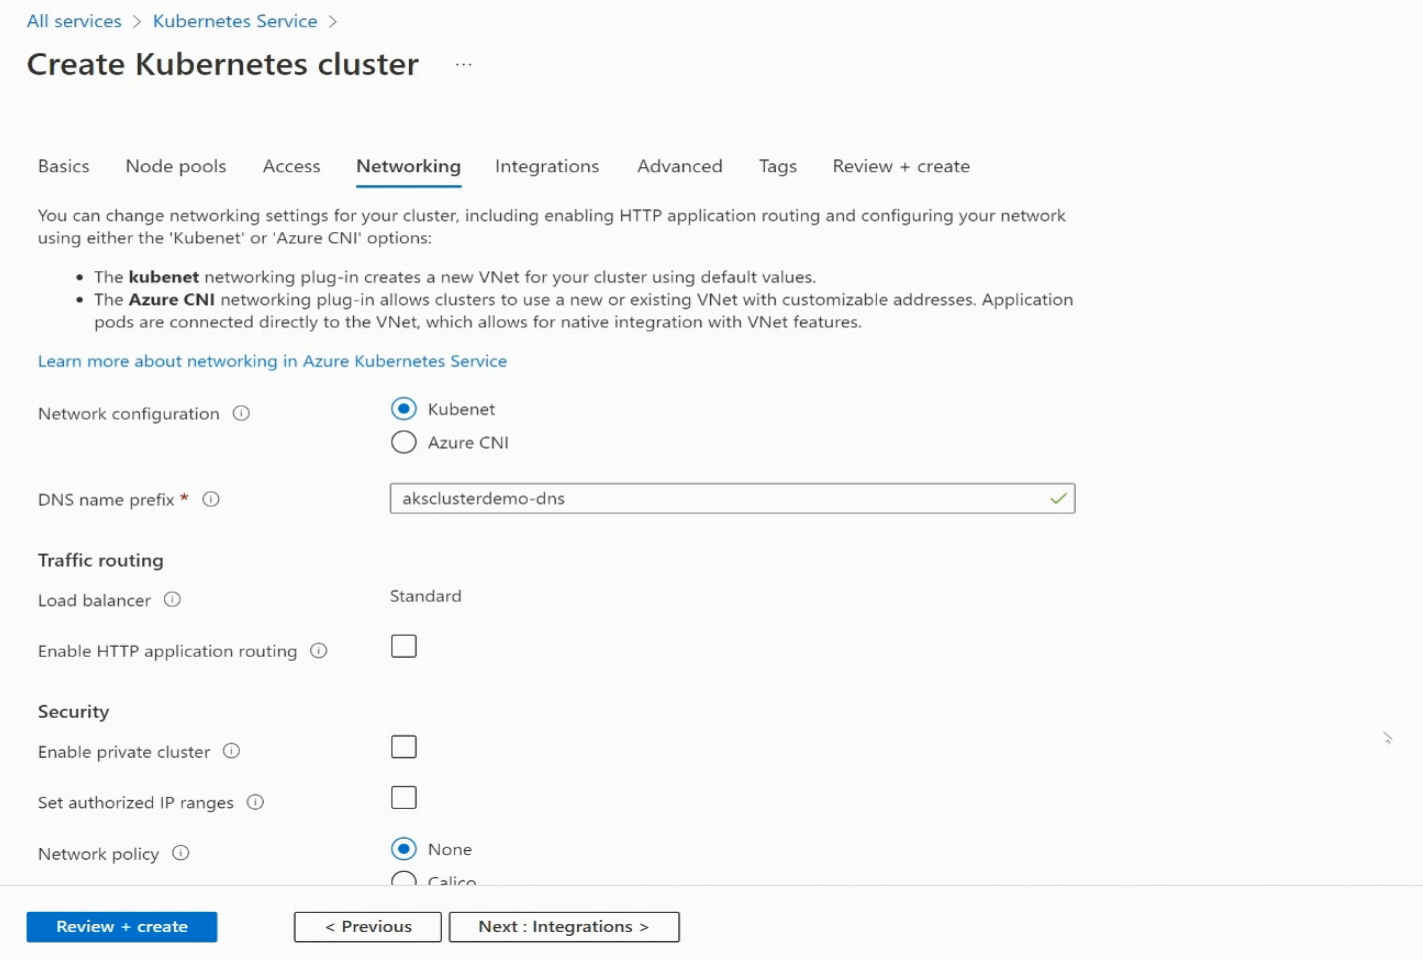 All services > Kubernetes Service >
Create Kubernetes cluster ...
Basics Node pools Access Networking Integrations Advanced Tags Review + create
You can change networking settings for your cluster, including enabling HTTP application routing and configuring your network
using either the 'Kubenet' or 'Azure CNI' options:
• The kubenet networking plug-in creates a new VNet for your cluster using default values.
• The Azure CNI networking plug-in allows clusters to use a new or existing VNet with customizable addresses. Application
pods are connected directly to the VNet, which allows for native integration with VNet features.
Learn more about networking in Azure Kubernetes Service
Network configuration
Kubenet
Azure CNI
DNS name prefix *
aksclusterdemo-dns
Traffic routing
Load balancer
Standard
Enable HTTP application routing
Security
Enable private cluster
Set authorized IP ranges
Network policy
None
Calico
Review + create
< Previous
Next : Integrations >